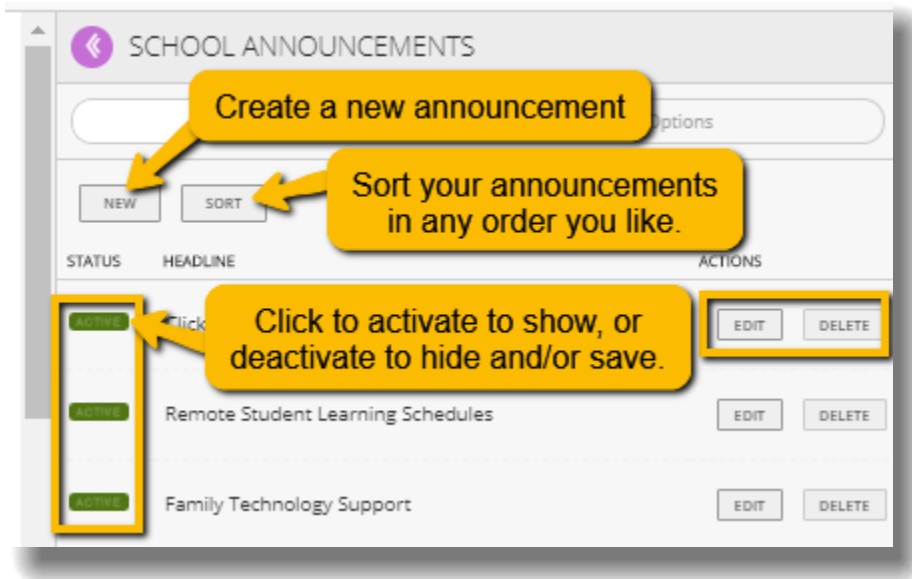 SCHOOL ANNOUNCEMENTS
Create a new announcement
Options
NEW
SORT
Sort your announcements
in any order you like.
STATUS HEADLINE ACTIONS
ACTIVE
Click to activate to show, or
deactivate to hide and/or save.
EDIT DELETE
ACTIVE Remote Student Learning Schedules EDIT DELETE
ACTIVE Family Technology Support EDIT DELETE